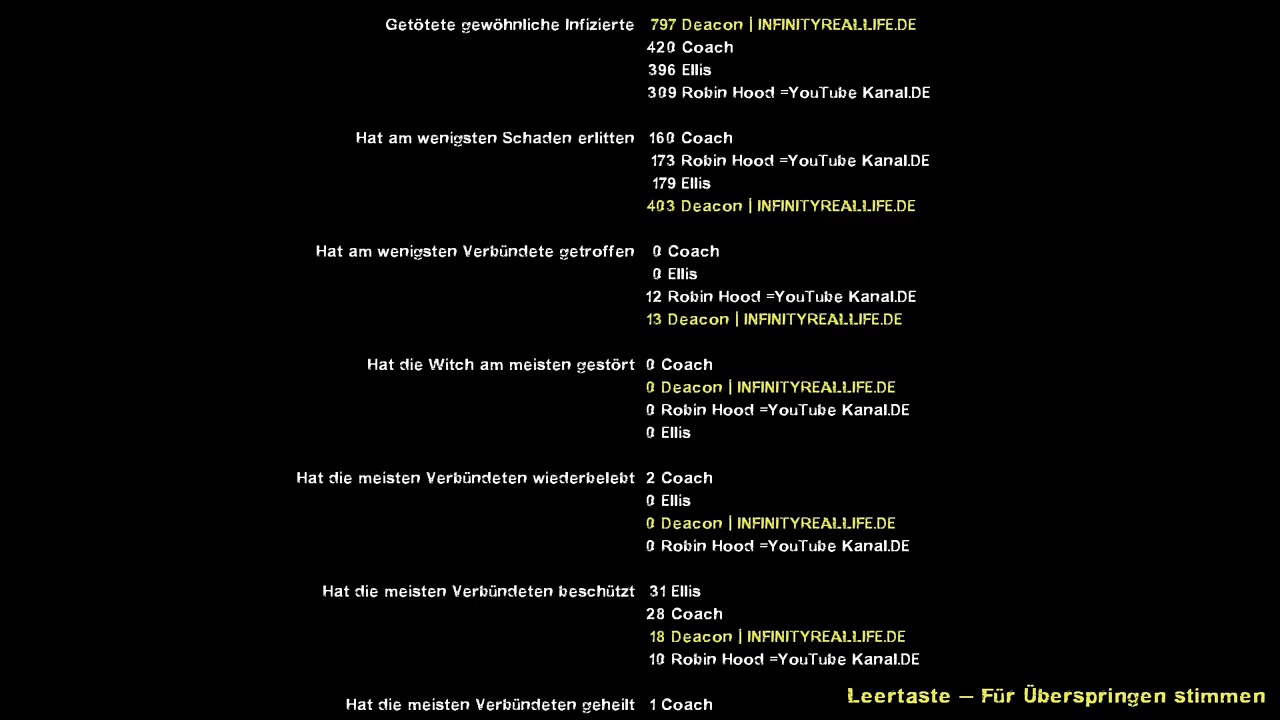 Getötete gewöhnliche Infizierte 797 Deacon | INFINITYREALLIFE.DE
420 Coach
396 Ellis
309 Robin Hood =YouTube Kanal.DE
Hat am wenigsten Schaden erlitten 160 Coach
173 Robin Hood =YouTube Kanal.DE
179 Ellis
403 Deacon | INFINITYREALLIFE.DE
Hat am wenigsten Verbündete getroffen 0 Coach
0 Ellis
12 Robin Hood =YouTube Kanal.DE
13 Deacon | INFINITYREALLIFE.DE
Hat die Witch am meisten gestört 0 Coach
0 Deacon | INFINITYREALLIFE.DE
0 Robin Hood =YouTube Kanal.DE
0 Ellis
Hat die meisten Verbündeten wiederbelebt 2 Coach
0 Ellis
0 Deacon | INFINITYREALLIFE.DE
0 Robin Hood =YouTube Kanal.DE
Hat die meisten Verbündeten beschützt 31 Ellis
28 Coach
18 Deacon | INFINITYREALLIFE.DE
10 Robin Hood =YouTube Kanal.DE
Hat die meisten Verbündeten geheilt 1 Coach
Leertaste – Für Überspringen stimmen